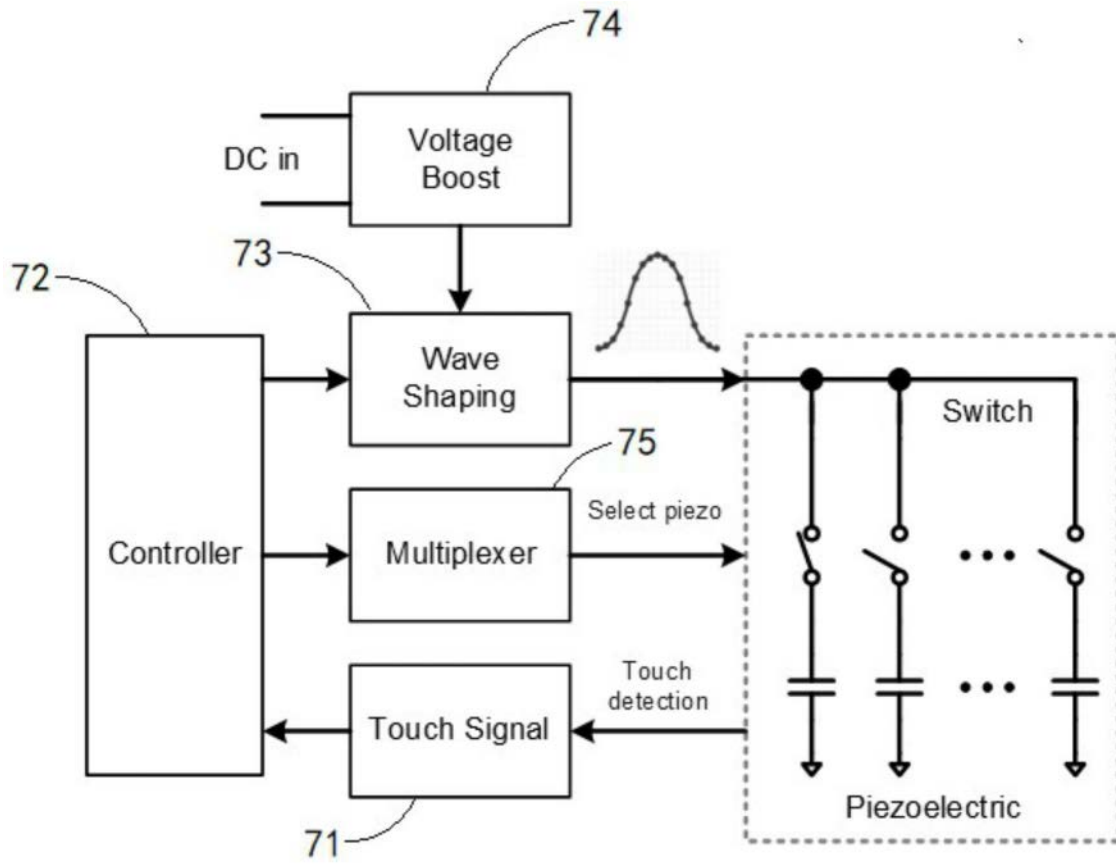 74
Voltage
Boost
DC in
73
72
Wave
Shaping
Switch
75
Select piezo
Controller
Multiplexer
Touch
detection
Touch Signal
Piezoelectric
71